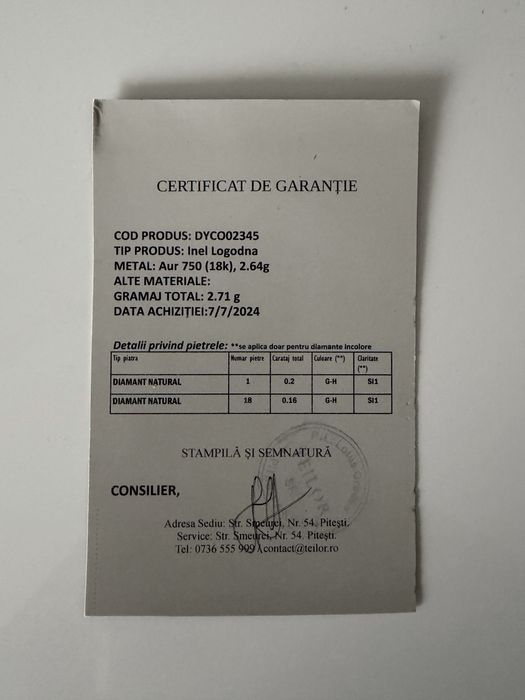 CERTIFICAT DE GARANȚIE
COD PRODUS: DYCO02345
TIP PRODUS: Inel Logodna
METAL: Aur 750 (18k), 2.64g
ALTE MATERIALE:
GRAMAJ TOTAL: 2.71 g
DATA ACHIZIȚIEI:7/7/2024
Detalii privind pietrele: **se aplica doar pentru diamante incolore
Tip piatra Numar pietre Carataj total Culoare (**) Claritate (**)
DIAMANT NATURAL 1 0.2 G-H SI1
DIAMANT NATURAL 18 0.16 G-H SI1
STAMPILĂ ȘI SEMNATURĂ
CONSILIER,
TEILOR
Adresa Sediu: Str. Smeurei, Nr. 54. Pitești,
Service: Str. Smeurei, Nr. 54. Pitești.
Tel: 0736 555 999 contact@teilor.ro